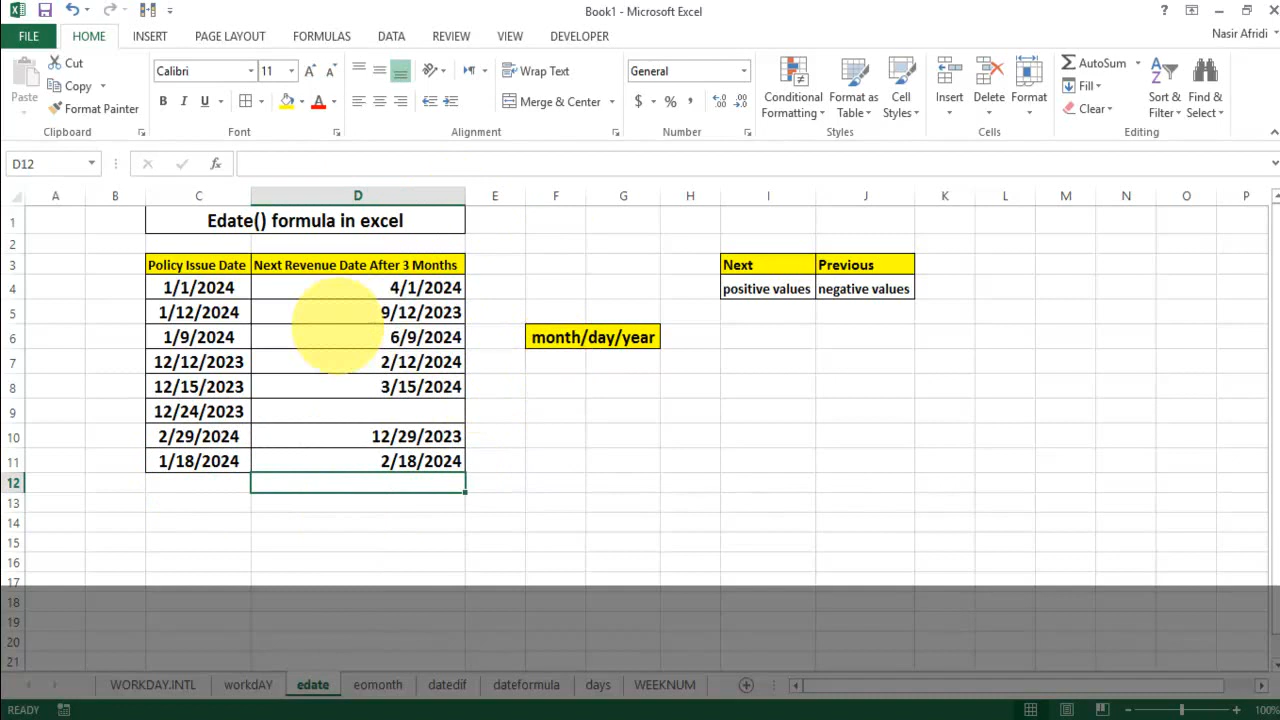 Book1 - Microsoft Excel
?
FILE
HOME
INSERT
PAGE LAYOUT
FORMULAS
DATA
REVIEW
VIEW
DEVELOPER
Nasir Afridi
Paste
Cut
Copy
Format Painter
Clipboard
Calibri
11
A A
B I U
A
Font
Wrap Text
Merge & Center
Alignment
General
$ % ,
Number
Conditional Formatting
Format as Table
Cell Styles
Styles
Insert
Delete
Format
Cells
AutoSum
Fill
Clear
Sort & Filter
Find & Select
Editing
D12
fx
A B C D E F G H I J K L M N O P
1 Edate() formula in excel
2
3 Policy Issue Date Next Revenue Date After 3 Months Next Previous
4 1/1/2024 4/1/2024 positive values negative values
5 1/12/2024 9/12/2023
6 1/9/2024 6/9/2024 month/day/year
7 12/12/2023 2/12/2024
8 12/15/2023 3/15/2024
9 12/24/2023
10 2/29/2024 12/29/2023
11 1/18/2024 2/18/2024
12
13
14
15
16
17
18
19
20
21
WORKDAY.INTL workdAY edate eomonth datedif dateformula days WEEKNUM
READY
100%